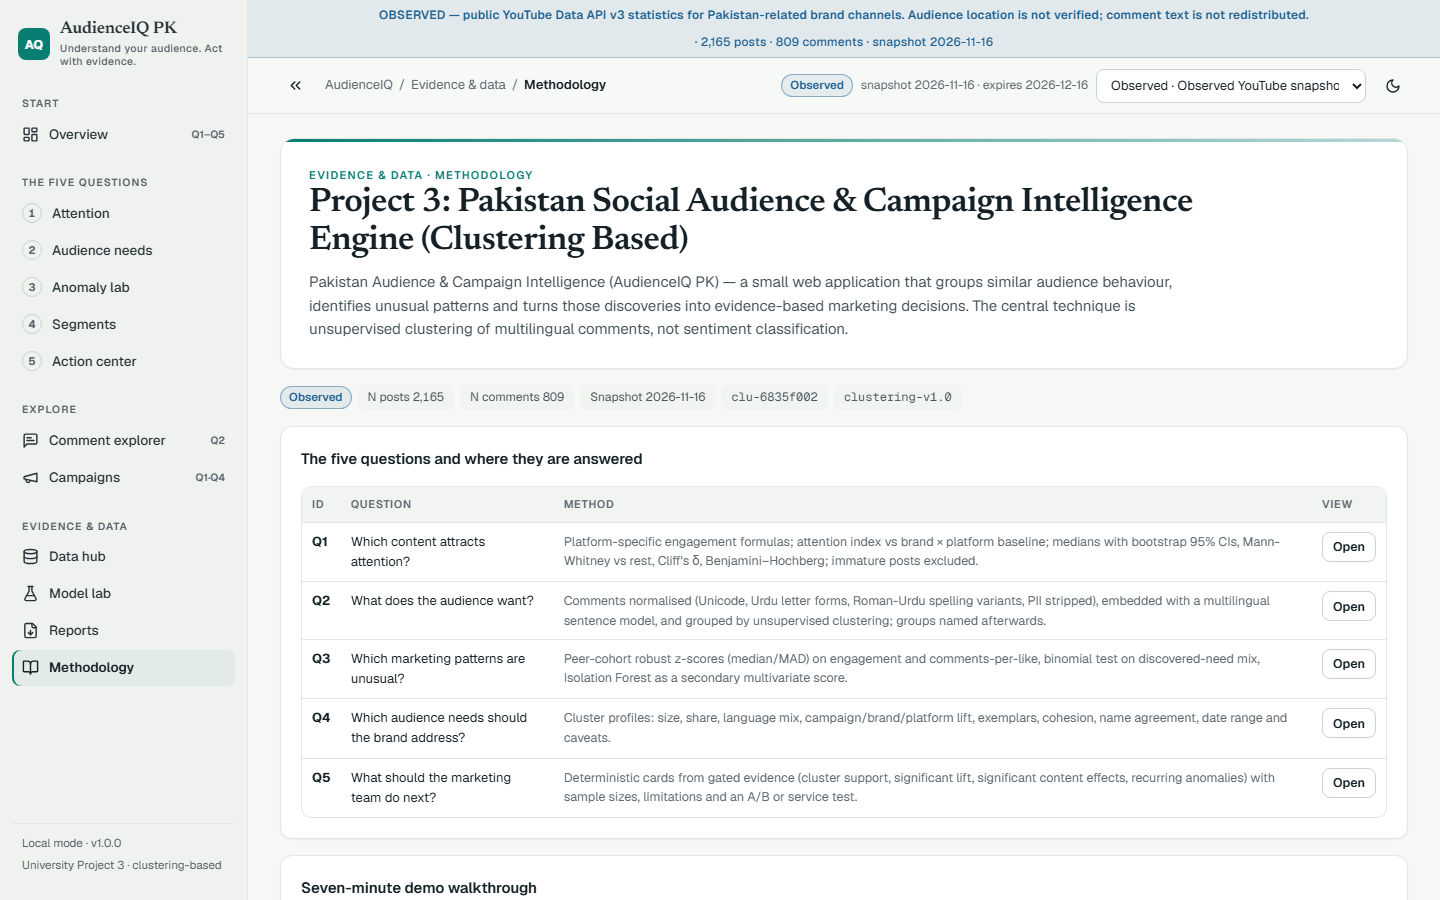 AQ
AudienceIQ PK
Understand your audience. Act
with evidence.
START
Overview Q1–Q5
THE FIVE QUESTIONS
1 Attention
2 Audience needs
3 Anomaly lab
4 Segments
5 Action center
EXPLORE
Comment explorer Q2
Campaigns Q1-Q4
EVIDENCE & DATA
Data hub
Model lab
Reports
Methodology
Local mode · v1.0.0
University Project 3 · clustering-based
OBSERVED — public YouTube Data API v3 statistics for Pakistan-related brand channels. Audience location is not verified; comment text is not redistributed.
· 2,165 posts · 809 comments · snapshot 2026-11-16
« AudienceIQ / Evidence & data / Methodology
Observed snapshot 2026-11-16 · expires 2026-12-16 Observed · Observed YouTube snapsho
EVIDENCE & DATA · METHODOLOGY
Project 3: Pakistan Social Audience & Campaign Intelligence
Engine (Clustering Based)
Pakistan Audience & Campaign Intelligence (AudienceIQ PK) — a small web application that groups similar audience behaviour,
identifies unusual patterns and turns those discoveries into evidence-based marketing decisions. The central technique is
unsupervised clustering of multilingual comments, not sentiment classification.
Observed N posts 2,165 N comments 809 Snapshot 2026-11-16 clu-6835f002 clustering-v1.0
The five questions and where they are answered
ID QUESTION METHOD VIEW
Q1 Which content attracts
attention?
Platform-specific engagement formulas; attention index vs brand × platform baseline; medians with bootstrap 95% CIs, Mann-
Whitney vs rest, Cliff's δ, Benjamini–Hochberg; immature posts excluded.
Open
Q2 What does the audience want?
Comments normalised (Unicode, Urdu letter forms, Roman-Urdu spelling variants, PII stripped), embedded with a multilingual
sentence model, and grouped by unsupervised clustering; groups named afterwards.
Open
Q3 Which marketing patterns are
unusual?
Peer-cohort robust z-scores (median/MAD) on engagement and comments-per-like, binomial test on discovered-need mix,
Isolation Forest as a secondary multivariate score.
Open
Q4 Which audience needs should
the brand address?
Cluster profiles: size, share, language mix, campaign/brand/platform lift, exemplars, cohesion, name agreement, date range and
caveats.
Open
Q5 What should the marketing
team do next?
Deterministic cards from gated evidence (cluster support, significant lift, significant content effects, recurring anomalies) with
sample sizes, limitations and an A/B or service test.
Open
Seven-minute demo walkthrough